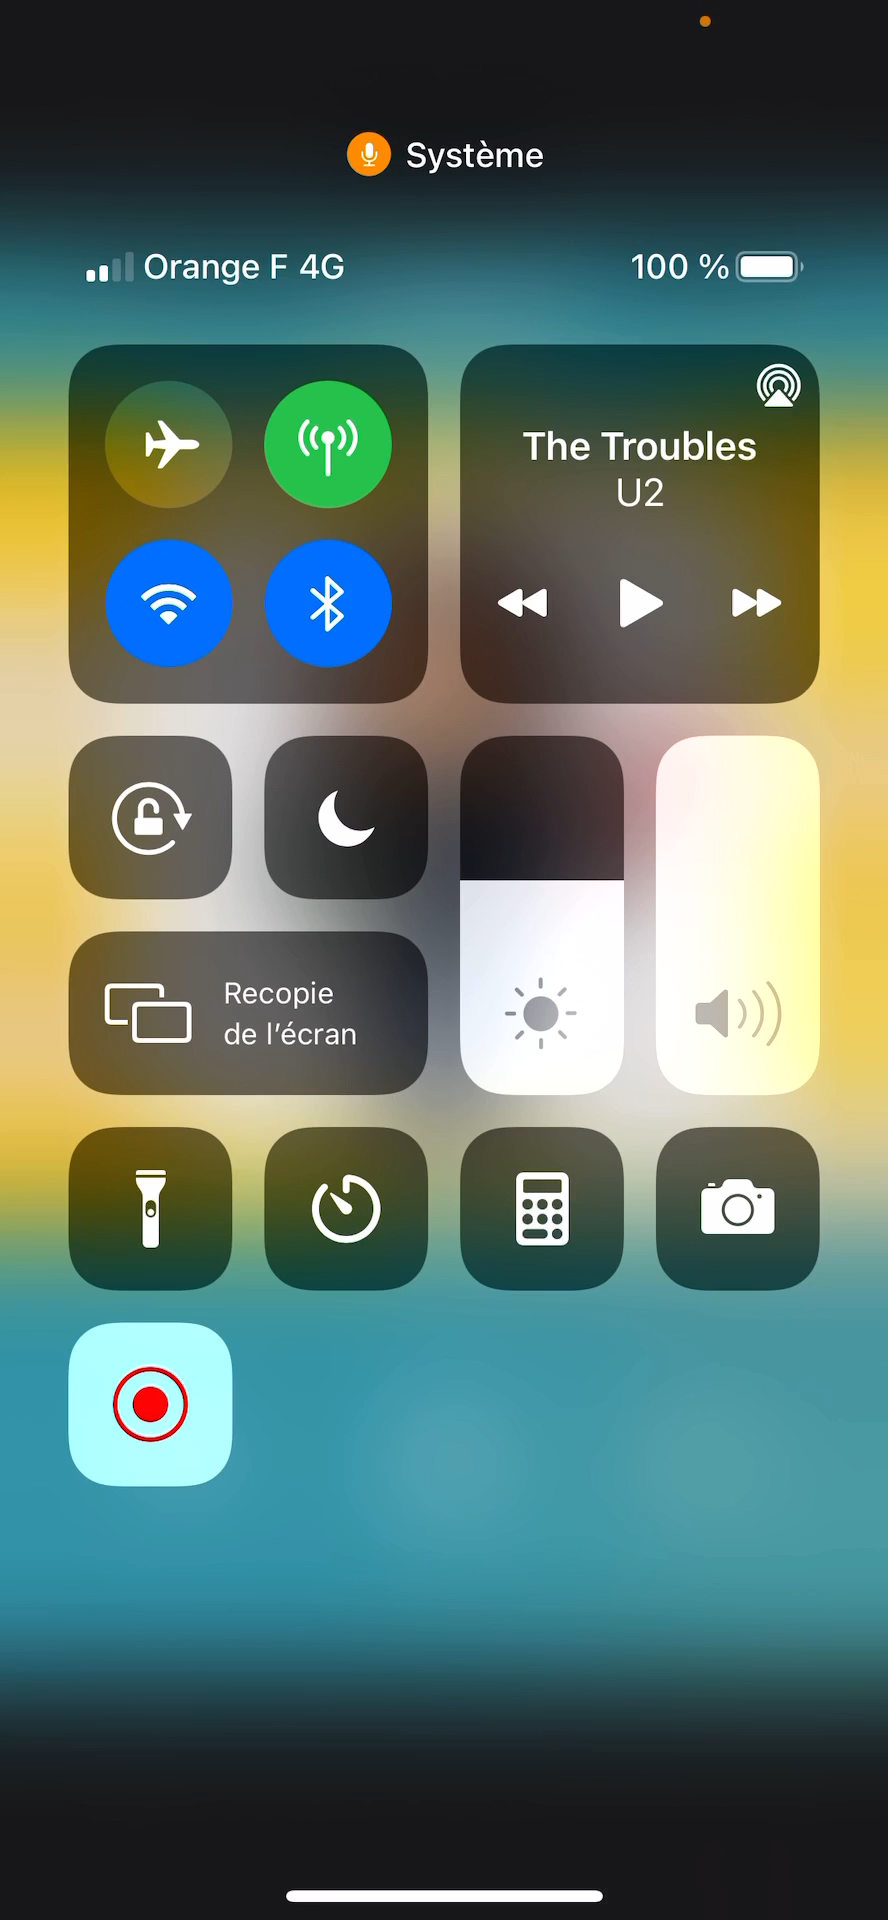 Système
Orange F 4G
100 %
The Troubles
U2
Recopie
de l’écran